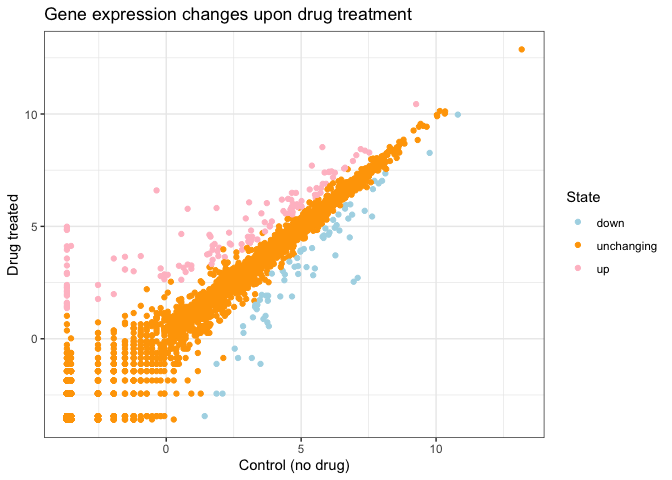 Gene expression changes upon drug treatment
Drug treated
10
5
0
0
5
10
Control (no drug)
State
down
unchanging
up